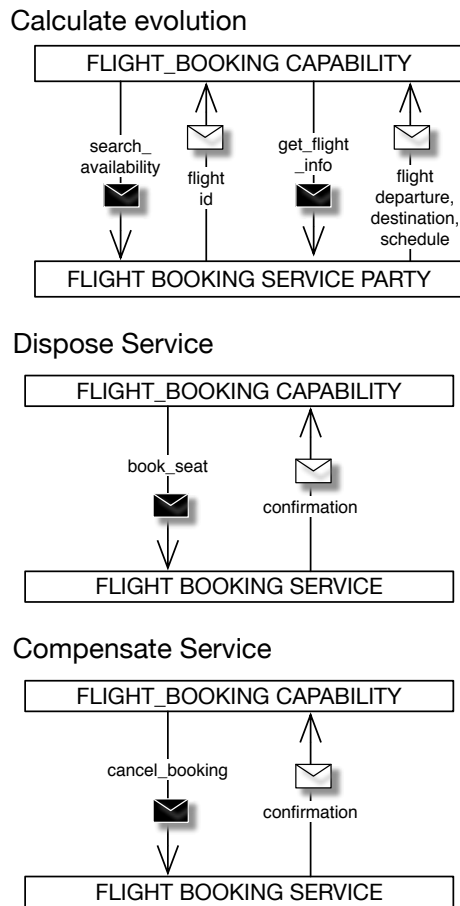 Calculate evolution
FLIGHT_BOOKING CAPABILITY
search_
availability
flight
id
get_flight
_info
flight
departure,
destination,
schedule
FLIGHT BOOKING SERVICE PARTY
Dispose Service
FLIGHT_BOOKING CAPABILITY
book_seat
confirmation
FLIGHT BOOKING SERVICE
Compensate Service
FLIGHT_BOOKING CAPABILITY
cancel_booking
confirmation
FLIGHT BOOKING SERVICE